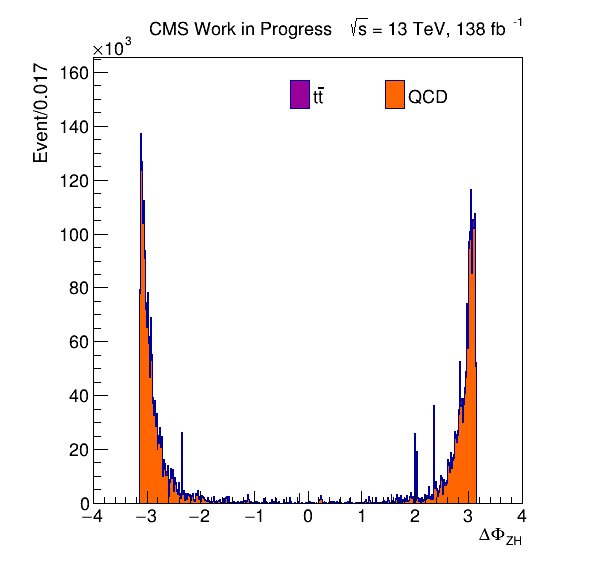 CMS Work in Progress √s = 13 TeV, 138 fb⁻¹
×10³
Event/0.017
160
140
120
100
80
60
40
20
0
tt̄
QCD
−4 −3 −2 −1 0 1 2 3 4
ΔΦ_ZH